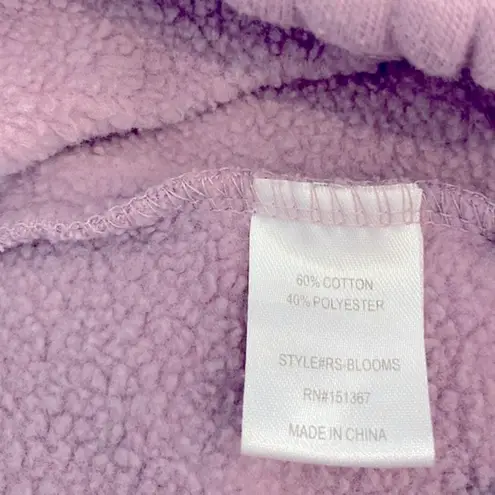 60% COTTON
40% POLYESTER
STYLE#RS-BLOOMS
RN#151367
MADE IN CHINA